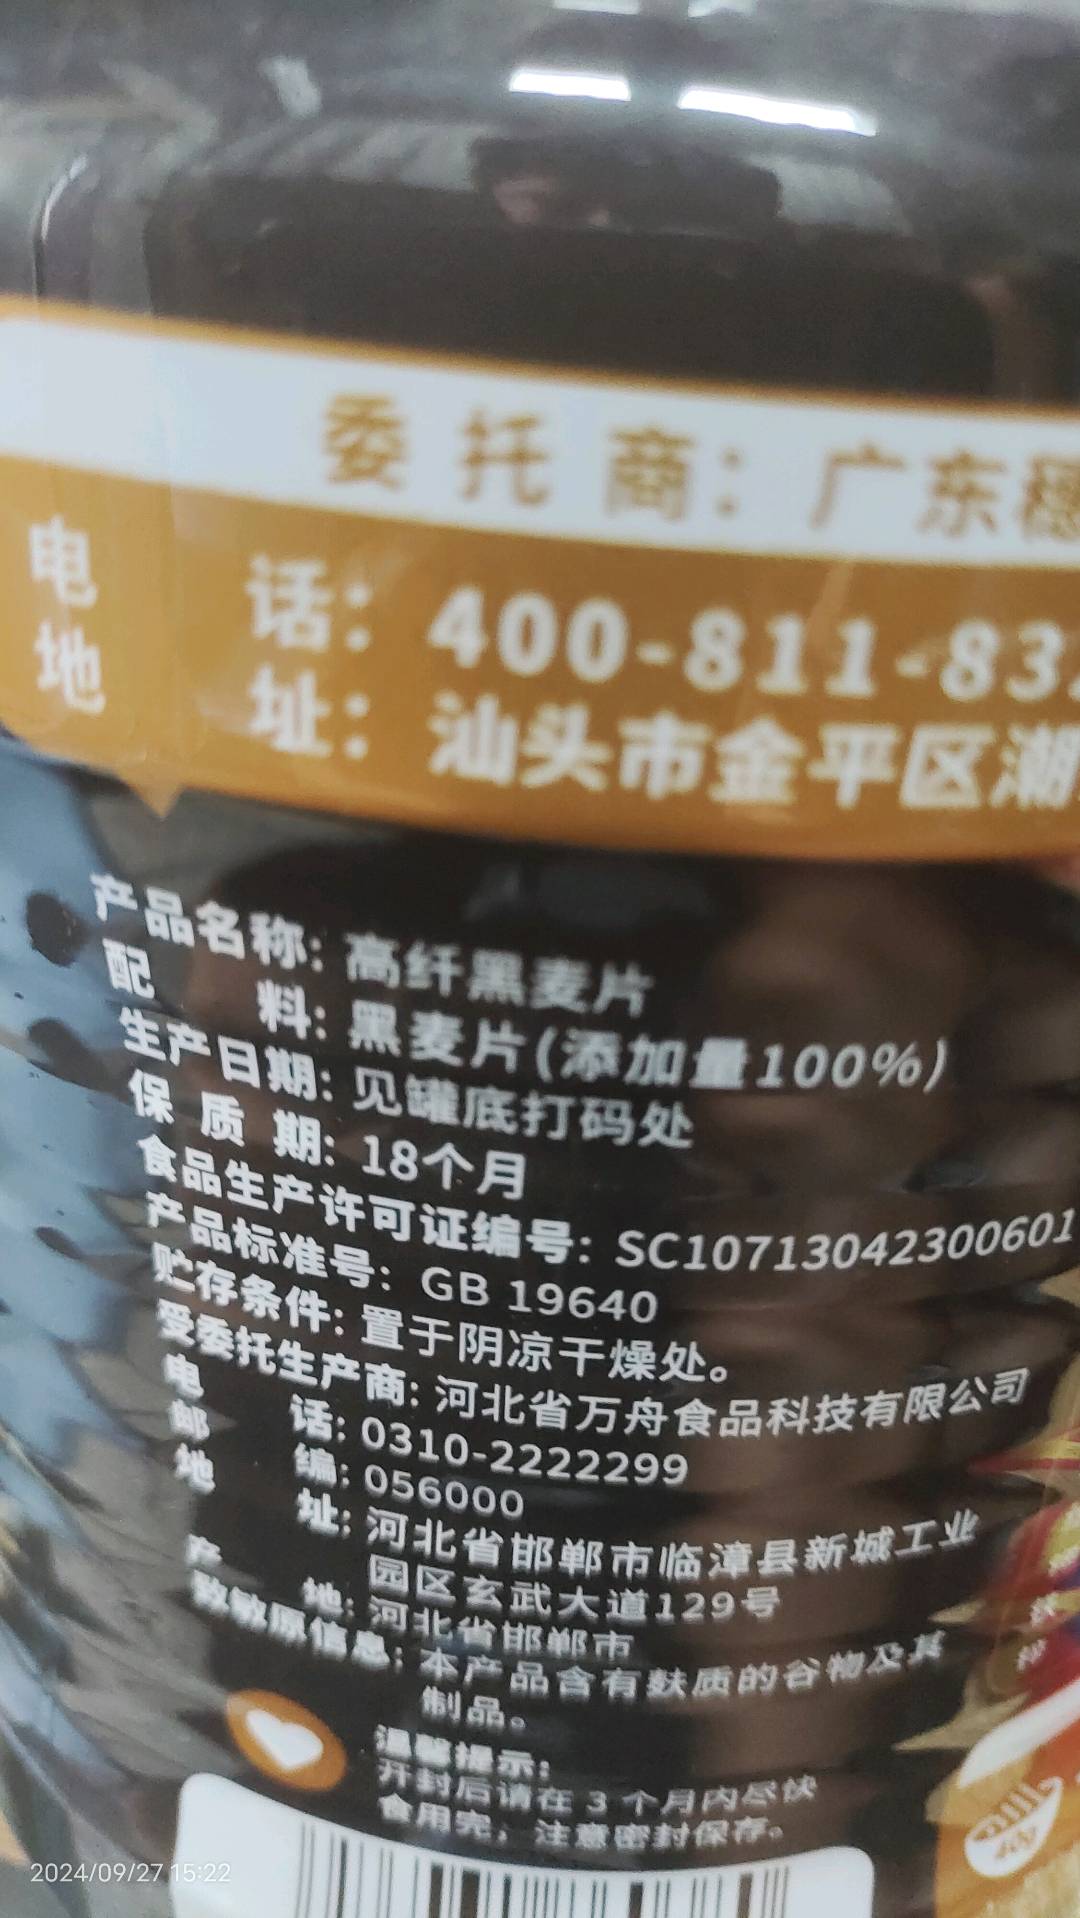 委托商：广东穗
电话：400-811-83
地址：汕头市金平区潮
产品名称：高纤黑麦片
配料：黑麦片(添加量100%)
生产日期：见罐底打码处
保质期：18个月
食品生产许可证编号：SC10713042300601
产品标准号：GB 19640
贮存条件：置于阴凉干燥处。
受委托生产商：河北省万舟食品科技有限公司
电话：0310-2222299
邮编：056000
地址：河北省邯郸市临漳县新城工业
园区玄武大道129号
产地：河北省邯郸市
致敏原信息：本产品含有麸质的谷物及其
制品。
温馨提示：
开封后请在 3 个月内尽快
食用完，注意密封保存。
40g
2024/09/27 15:22